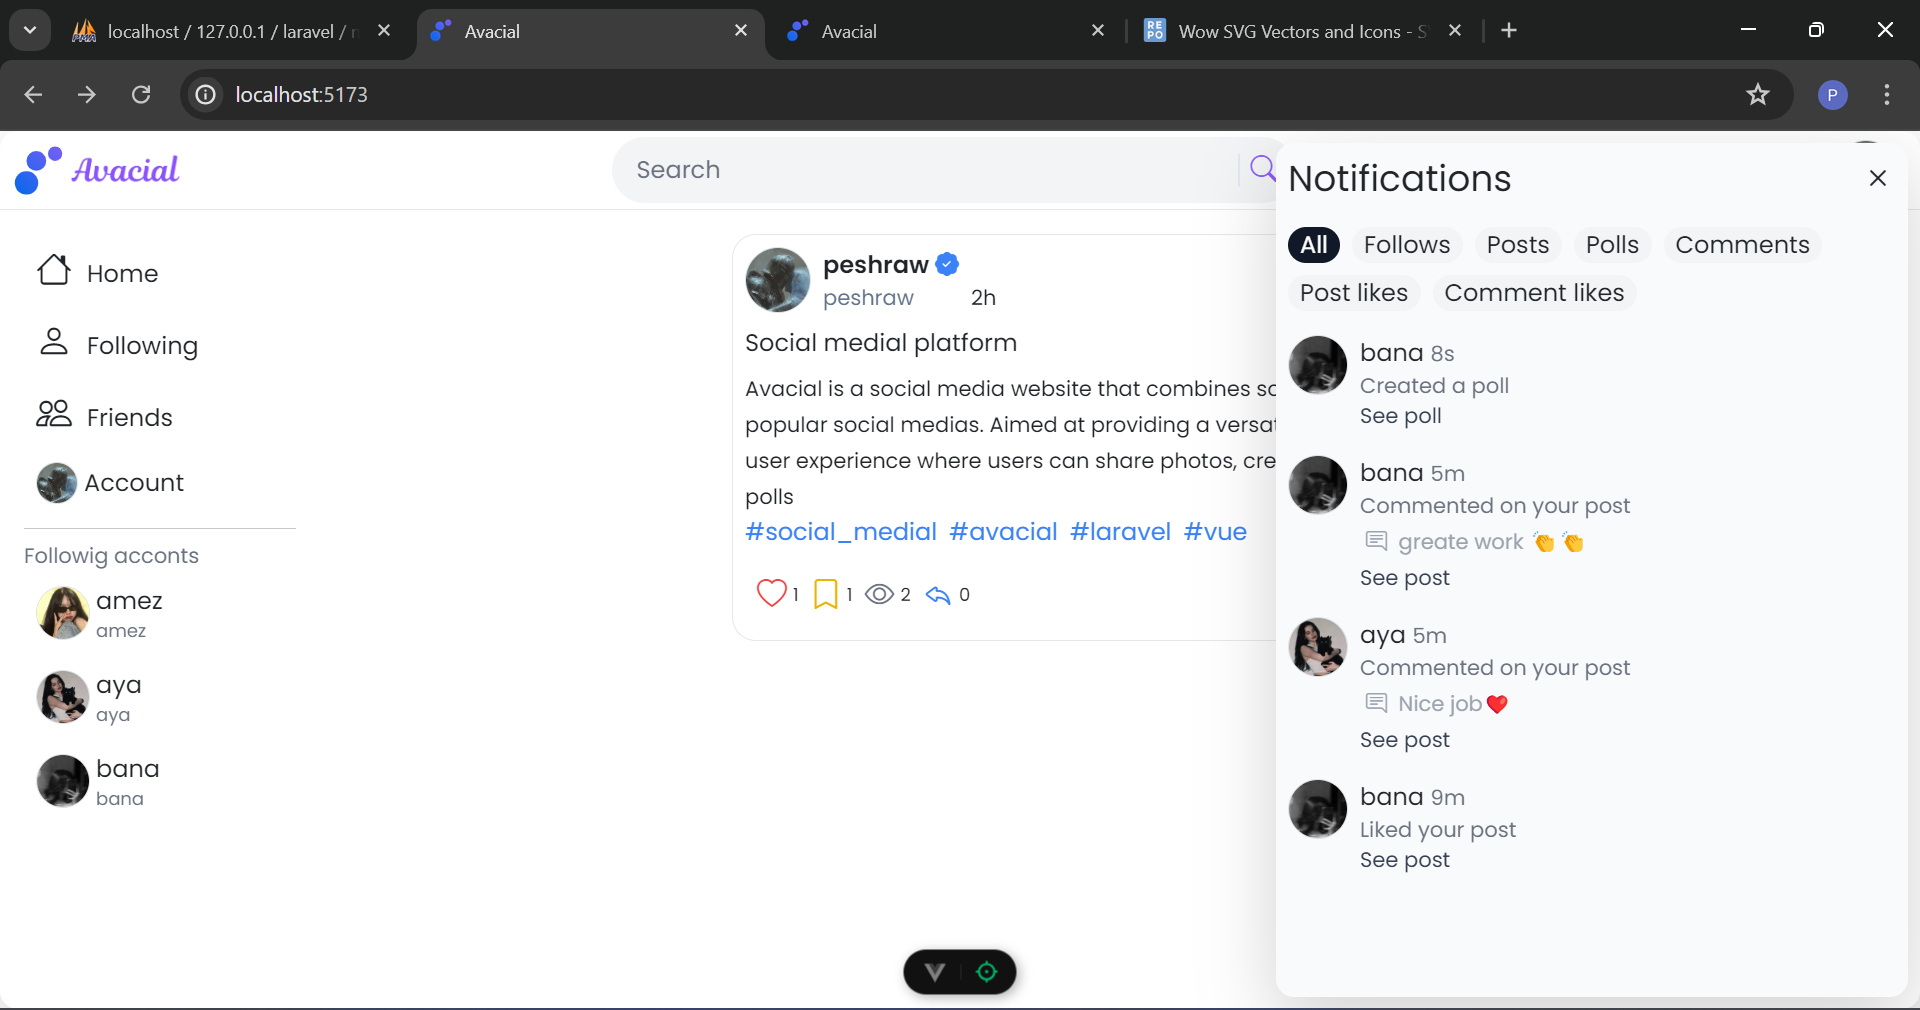 localhost / 127.0.0.1 / laravel /
Avacial
Avacial
Wow SVG Vectors and Icons - S
localhost:5173
P
Avacial
Search
Home
Following
Friends
Account
Followig acconts
amez
amez
aya
aya
bana
bana
peshraw
peshraw 2h
Social medial platform
Avacial is a social media website that combines
popular social medias. Aimed at providing a
user experience where users can share photos,
polls
#social_medial #avacial #laravel #vue
1 1 2 0
Notifications
All Follows Posts Polls Comments
Post likes Comment likes
bana 8s
Created a poll
See poll
bana 5m
Commented on your post
greate work 👏 👏
See post
aya 5m
Commented on your post
Nice job❤️
See post
bana 9m
Liked your post
See post